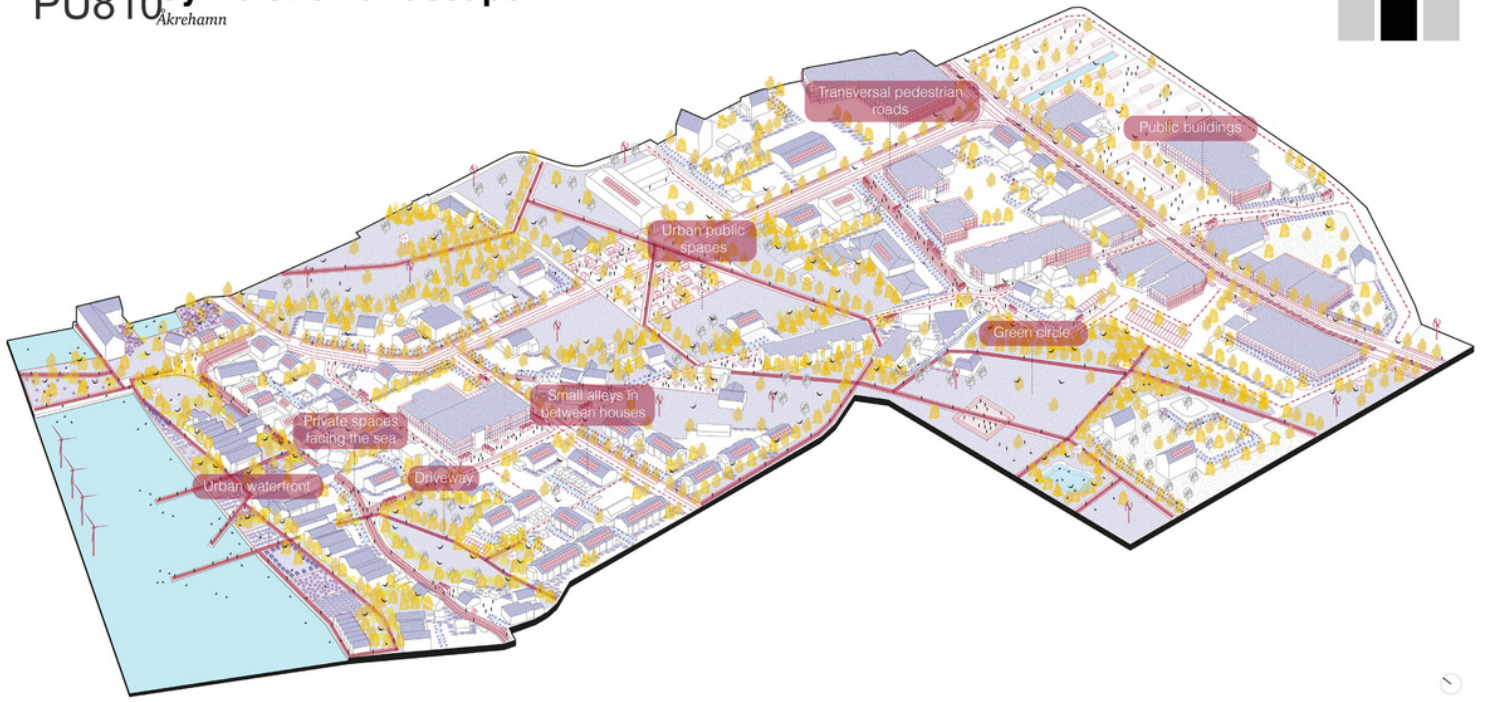 PU810
Åkrehamn
Transversal pedestrian
roads
Public buildings
Urban public
spaces
Green circle
Small alleys in
between houses
Private spaces
facing the sea
Driveway
Urban waterfront